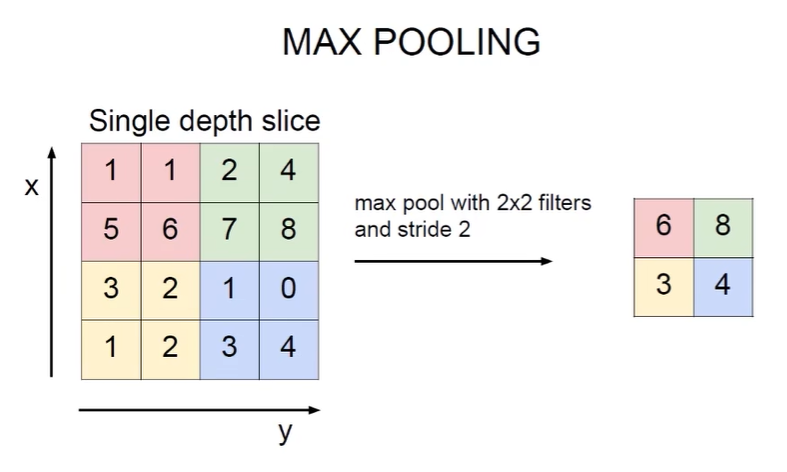 MAX POOLING
Single depth slice
x
1 1 2 4
5 6 7 8
3 2 1 0
1 2 3 4
y
max pool with 2x2 filters
and stride 2
6 8
3 4